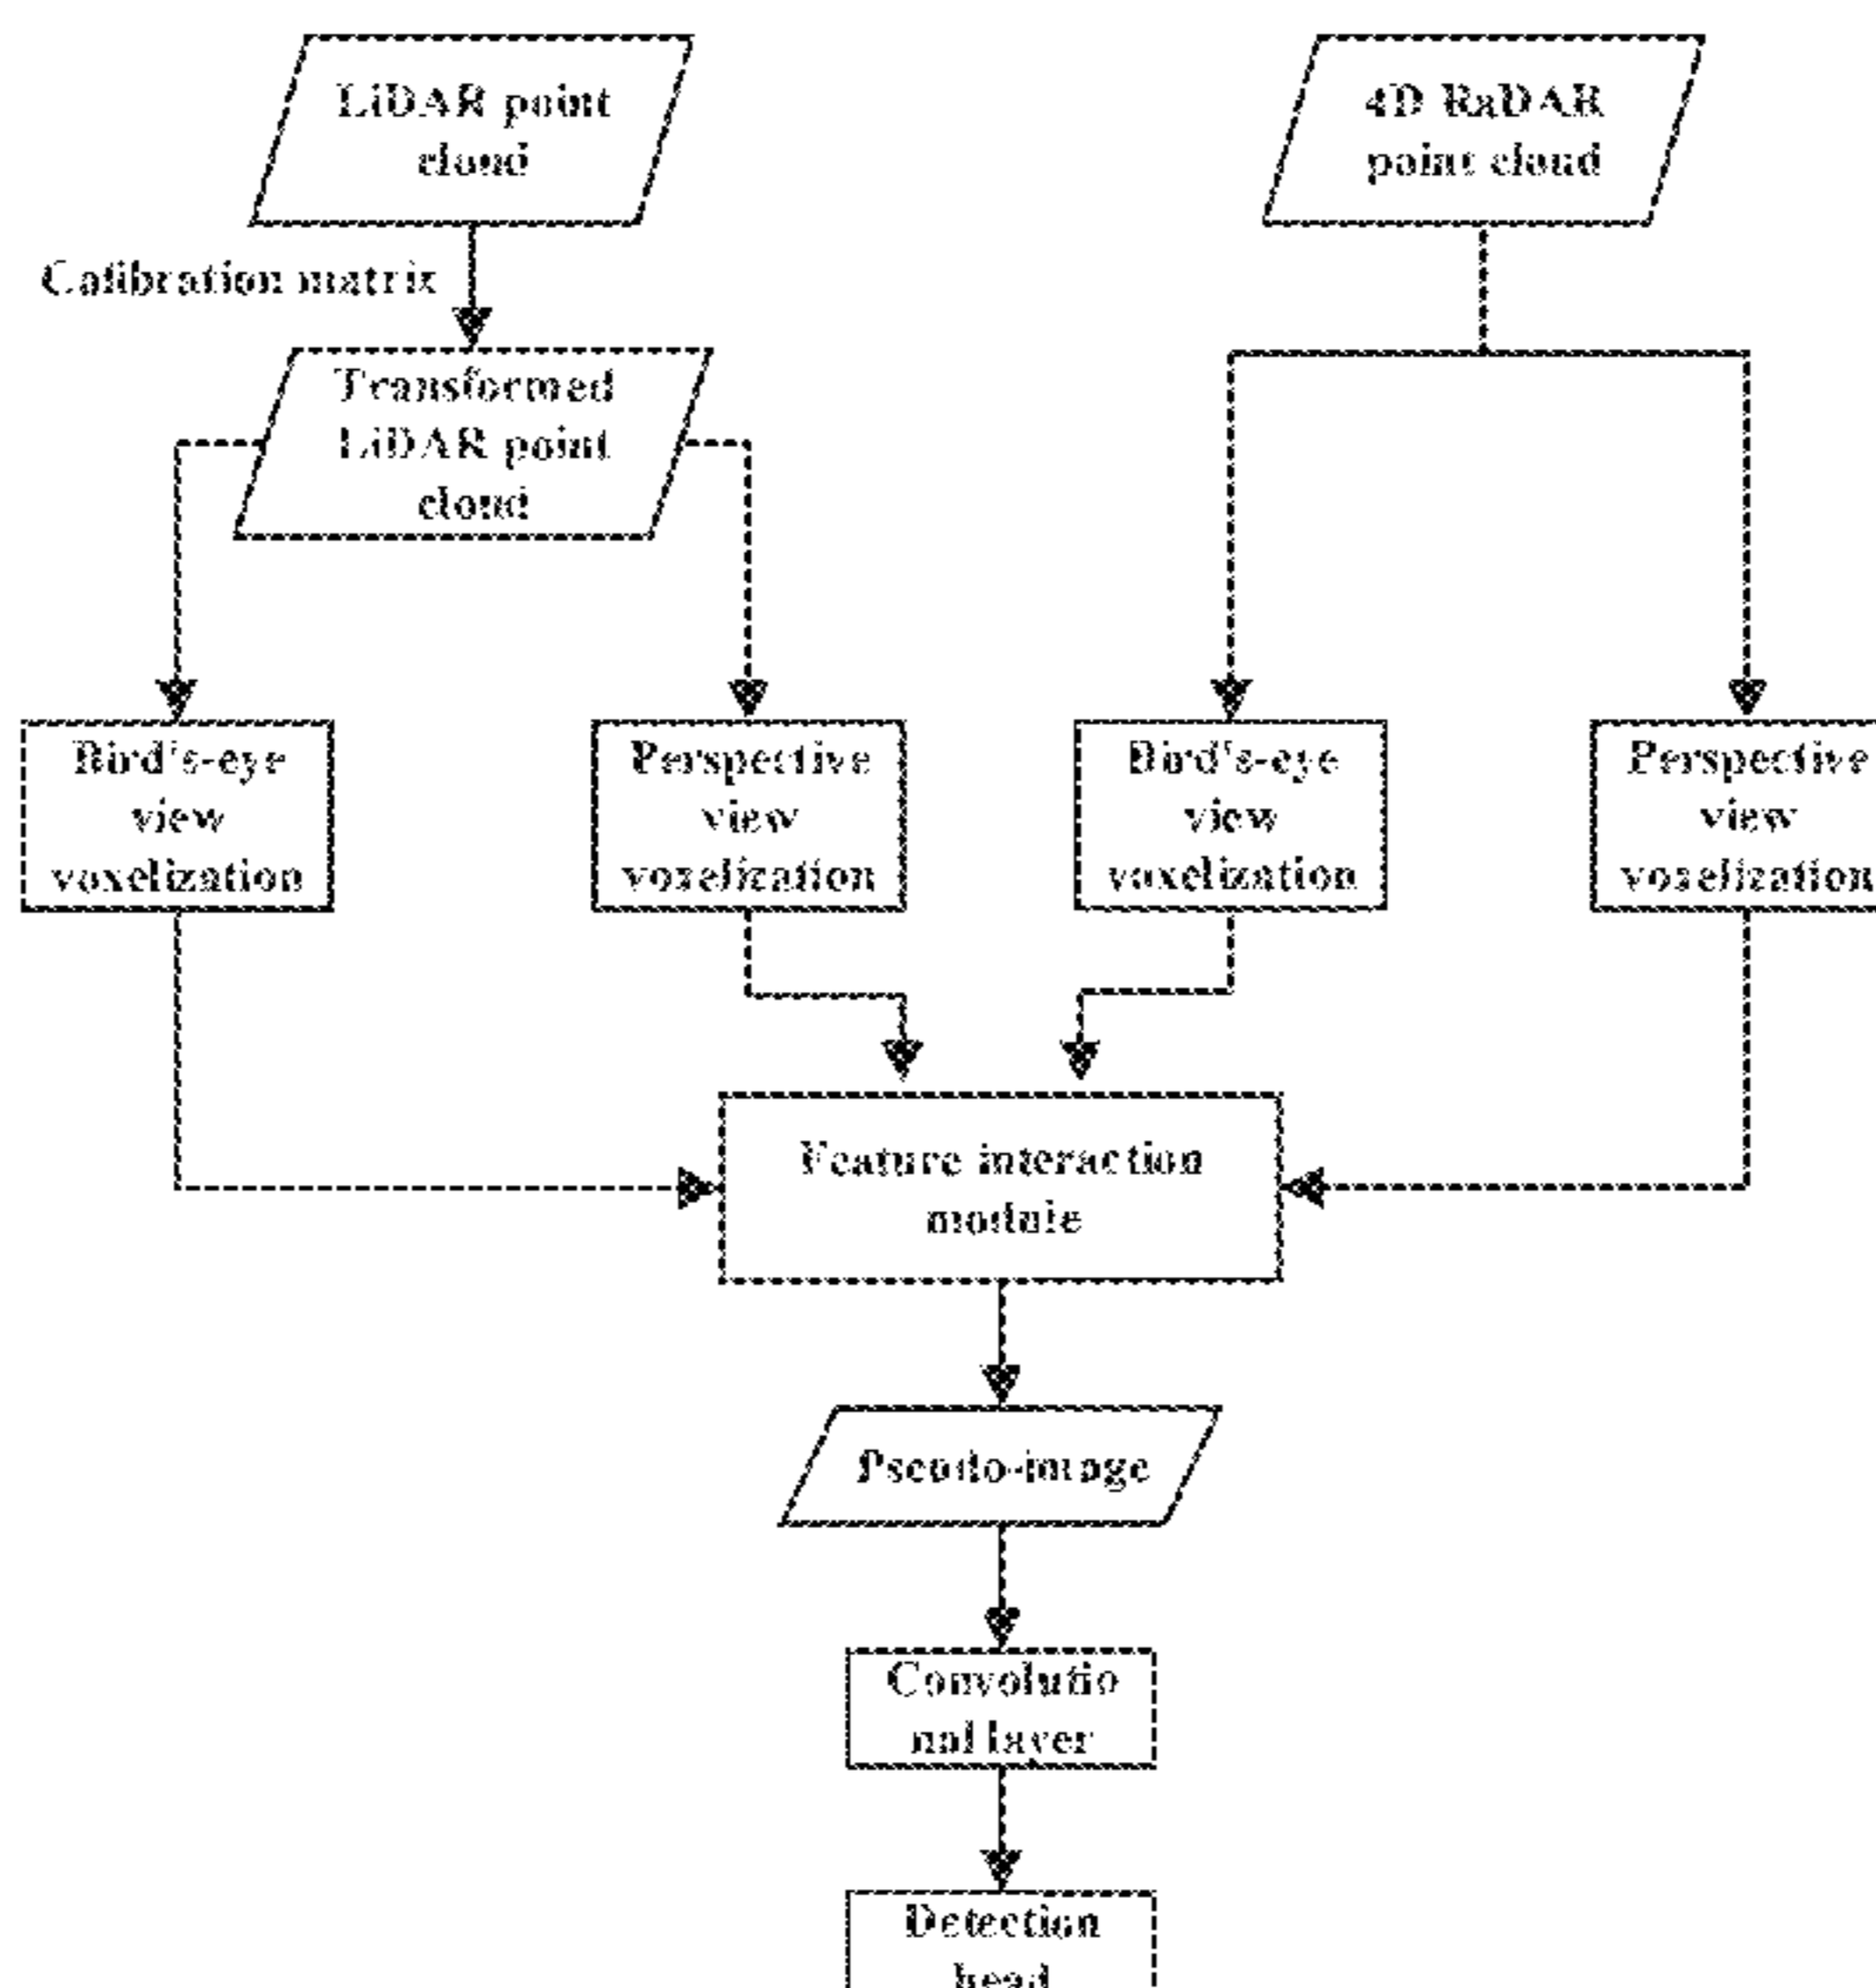 LiDAR point
cloud
4D RaDAR
point cloud
Calibration matrix
Transformed
LiDAR point
cloud
Bird's-eye
view
voxelization
Perspective
view
voxelization
Bird's-eye
view
voxelization
Perspective
view
voxelization
Feature interaction
module
Pseudo-image
Convolutio
nal layer
Detection
head